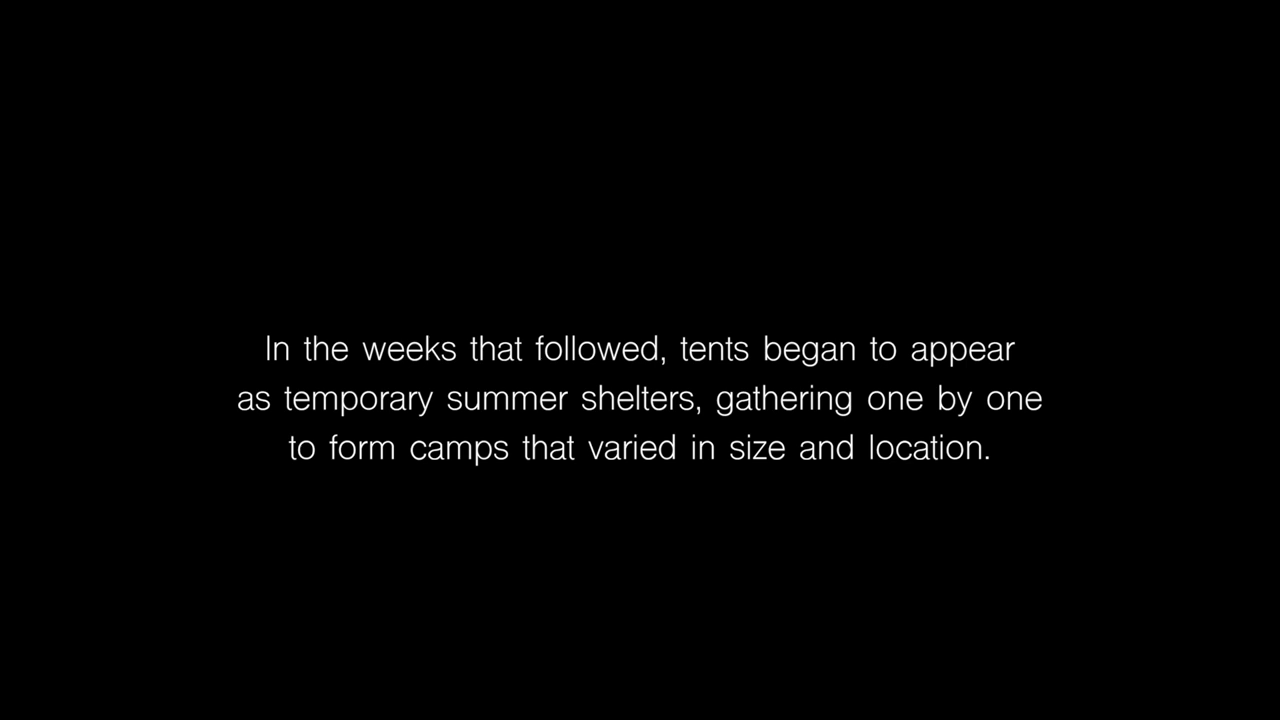 In the weeks that followed, tents began to appear
as temporary summer shelters, gathering one by one
to form camps that varied in size and location.